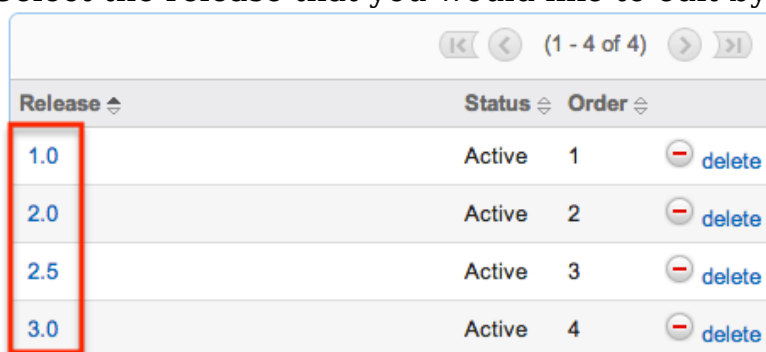 Select the release that you would like to edit by
(1 - 4 of 4)
Release Status Order
1.0 Active 1 delete
2.0 Active 2 delete
2.5 Active 3 delete
3.0 Active 4 delete